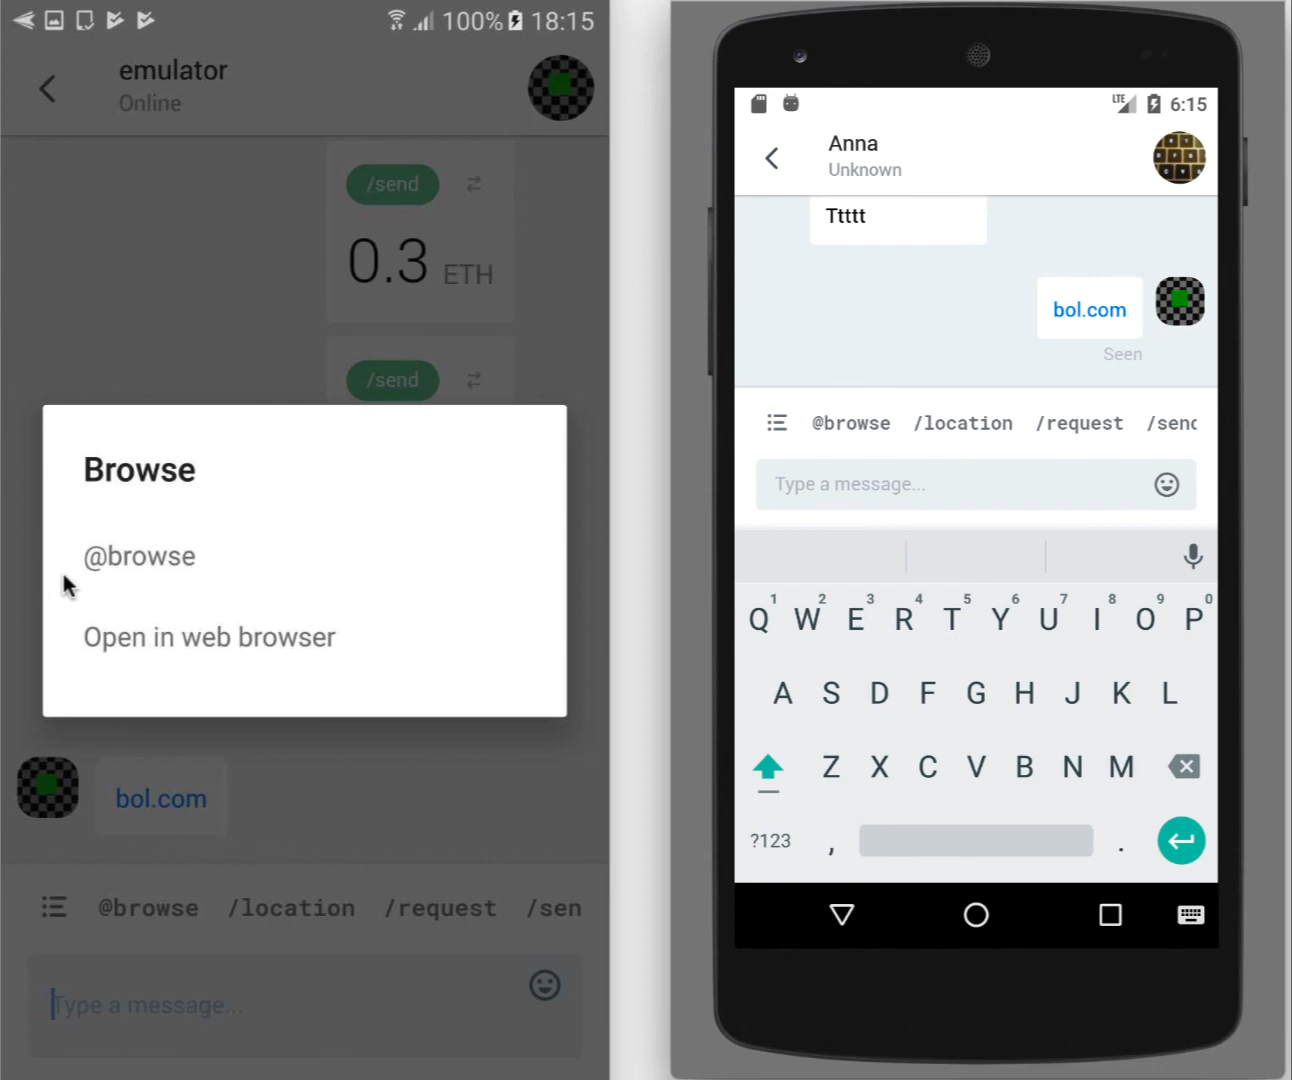 100% 18:15
emulator
Online
/send
0.3 ETH
/send
Browse
@browse
Open in web browser
bol.com
@browse /location /request /sen
Type a message...
LTE 6:15
Anna
Unknown
Ttttt
bol.com
Seen
@browse /location /request /send
Type a message...
1 2 3 4 5 6 7 8 9 0
Q W E R T Y U I O P
A S D F G H J K L
Z X C V B N M
?123 , .